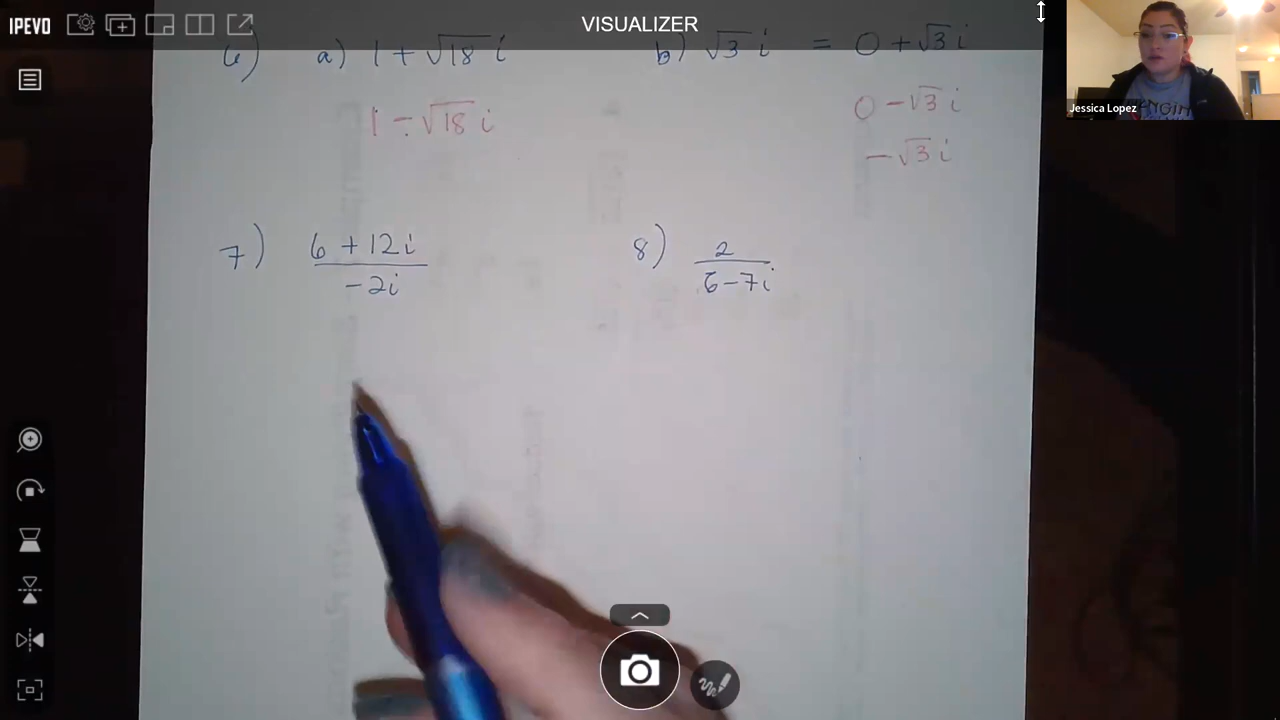 IPEVO
VISUALIZER
Jessica Lopez
6) a) 1 + √18 i
1 - √18 i
b) √3 i = 0 + √3 i
0 - √3 i
- √3 i
7) 6 + 12i
-2i
8) 2
6-7i